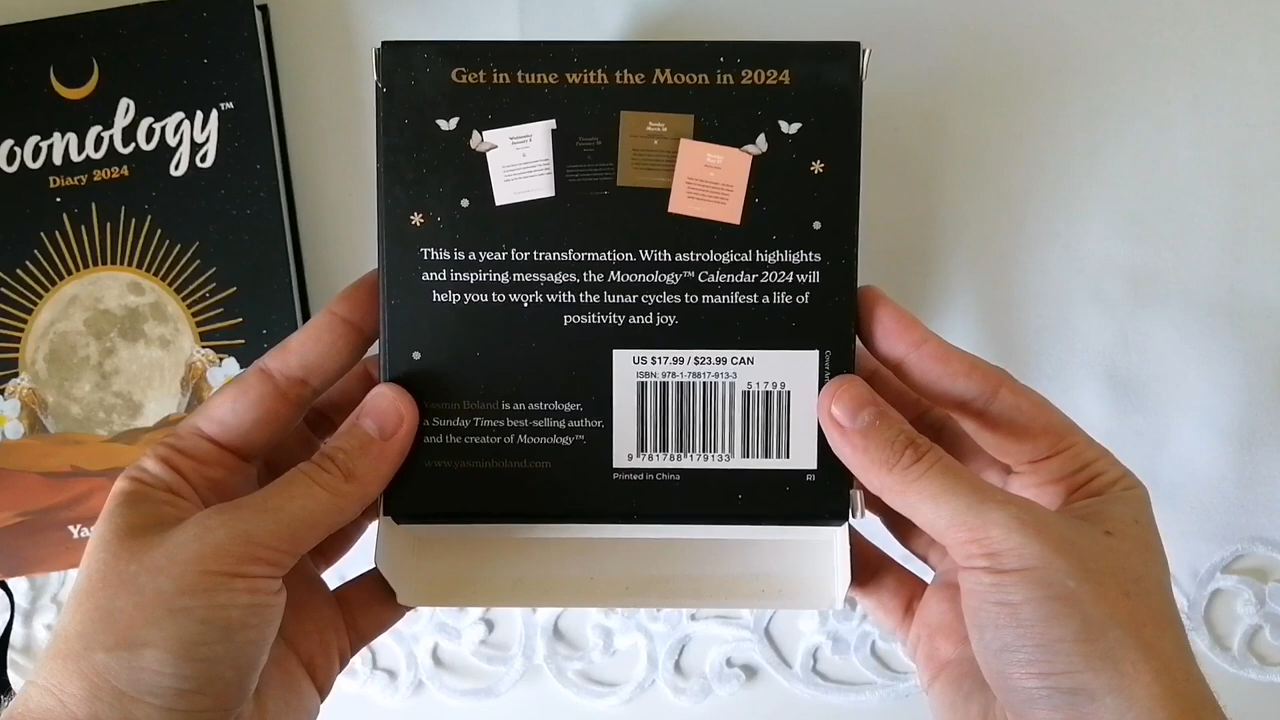 oonology™
Diary 2024
Yas
Get in tune with the Moon in 2024
This is a year for transformation. With astrological highlights
and inspiring messages, the Moonology™ Calendar 2024 will
help you to work with the lunar cycles to manifest a life of
positivity and joy.
Yasmin Boland is an astrologer,
a Sunday Times best-selling author,
and the creator of Moonology™.
www.yasminboland.com
US $17.99 / $23.99 CAN
ISBN: 978-1-78817-913-3
51799
9 781788 179133
Printed in China
R1
Cover Art